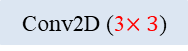 Conv2D (3× 3)